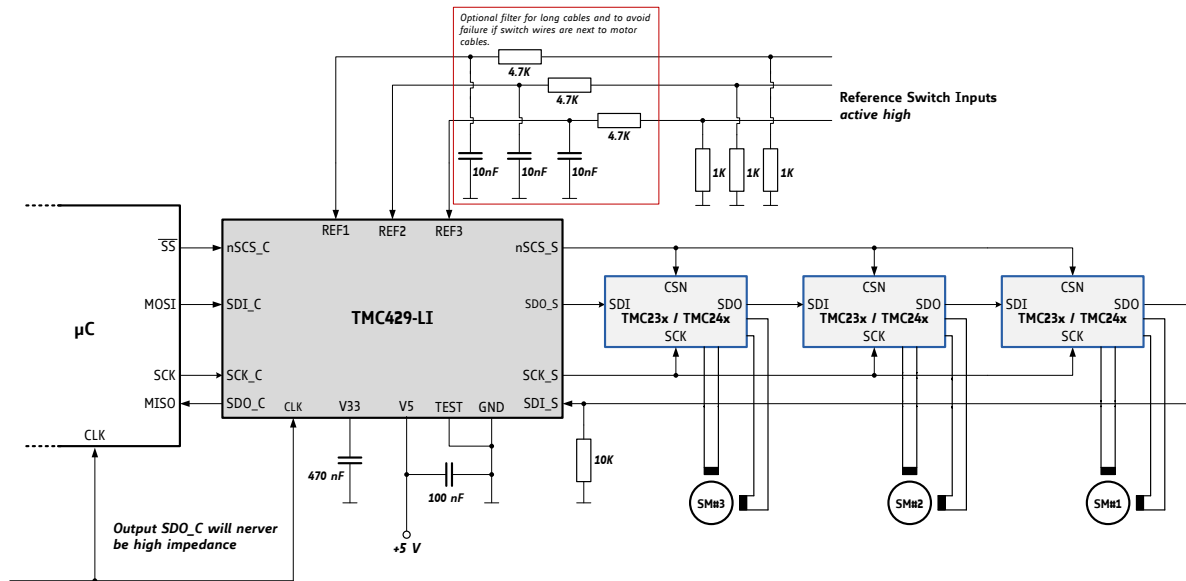 Optional filter for long cables and to avoid
failure if switch wires are next to motor
cables.
4.7K
4.7K
4.7K
Reference Switch Inputs
active high
10nF
10nF
10nF
1K
1K
1K
REF1
REF2
REF3
SS
nSCS_C
nSCS_S
CSN
CSN
CSN
MOSI
SDI_C
SDO_S
SDI
SDO
SDI
SDO
SDI
SDO
µC
TMC429-LI
TMC23x / TMC24x
TMC23x / TMC24x
TMC23x / TMC24x
SCK
SCK
SCK
SCK
SCK_C
SCK_S
MISO
SDO_C
CLK
V33
V5
TEST
GND
SDI_S
CLK
470 nF
100 nF
10K
SM#3
SM#2
SM#1
Output SDO_C will nerver
be high impedance
+5 V